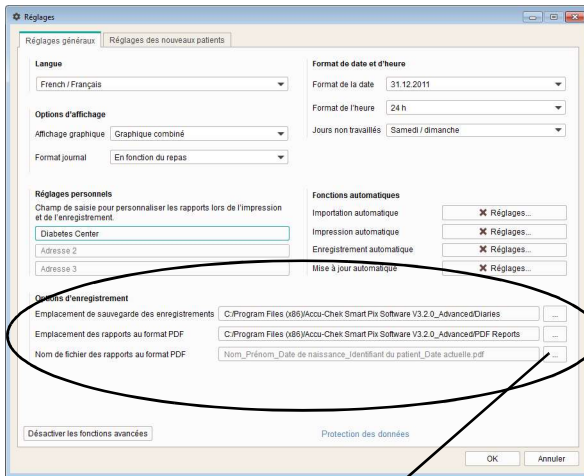 Réglages
Réglages généraux
Réglages des nouveaux patients
Langue
French / Français
Options d'affichage
Affichage graphique Graphique combiné
Format journal En fonction du repas
Format de date et d'heure
Format de la date 31.12.2011
Format de l'heure 24 h
Jours non travaillés Samedi / dimanche
Réglages personnels
Champ de saisie pour personnaliser les rapports lors de l'impression
et de l'enregistrement.
Diabetes Center
Adresse 2
Adresse 3
Fonctions automatiques
Importation automatique Réglages...
Impression automatique Réglages...
Enregistrement automatique Réglages...
Mise à jour automatique Réglages...
Options d'enregistrement
Emplacement de sauvegarde des enregistrements C:/Program Files (x86)/Accu-Chek Smart Pix Software V3.2.0_Advanced/Diaries ...
Emplacement des rapports au format PDF C:/Program Files (x86)/Accu-Chek Smart Pix Software V3.2.0_Advanced/PDF Reports ...
Nom de fichier des rapports au format PDF Nom_Prénom_Date de naissance_Identifiant du patient_Date actuelle.pdf ...
Désactiver les fonctions avancées
Protection des données
OK Annuler